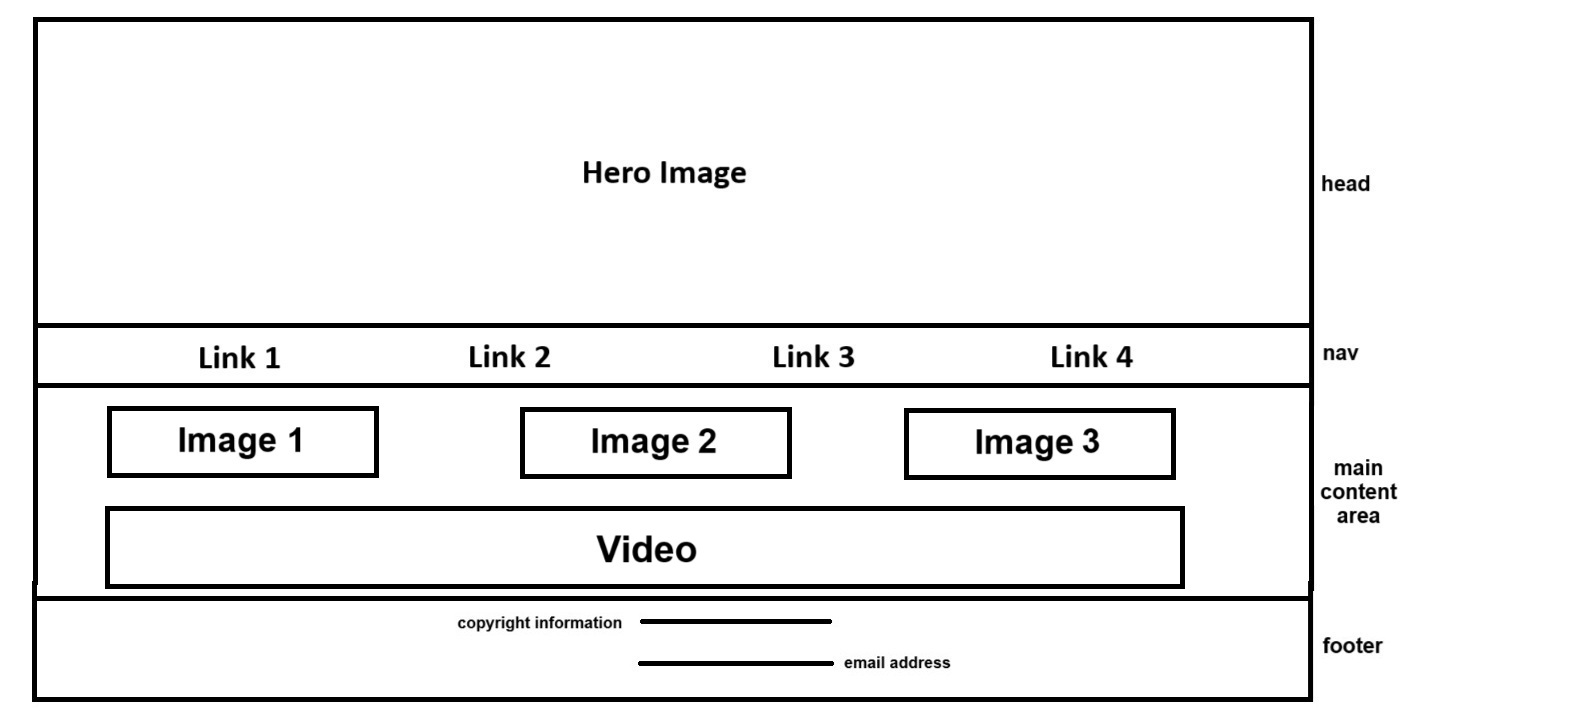 Hero Image
head
Link 1 Link 2 Link 3 Link 4
nav
Image 1 Image 2 Image 3
main
content
area
Video
copyright information
email address
footer